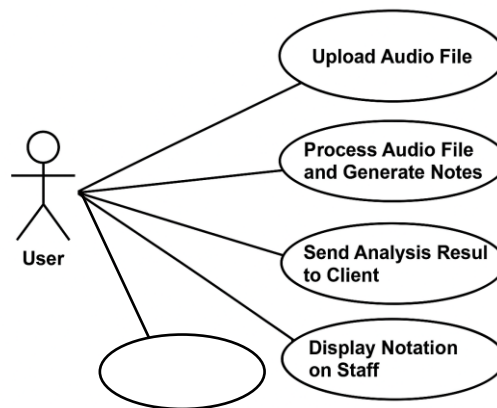 Upload Audio File
Process Audio File
and Generate Notes
User
Send Analysis Resul
to Client
Display Notation
on Staff